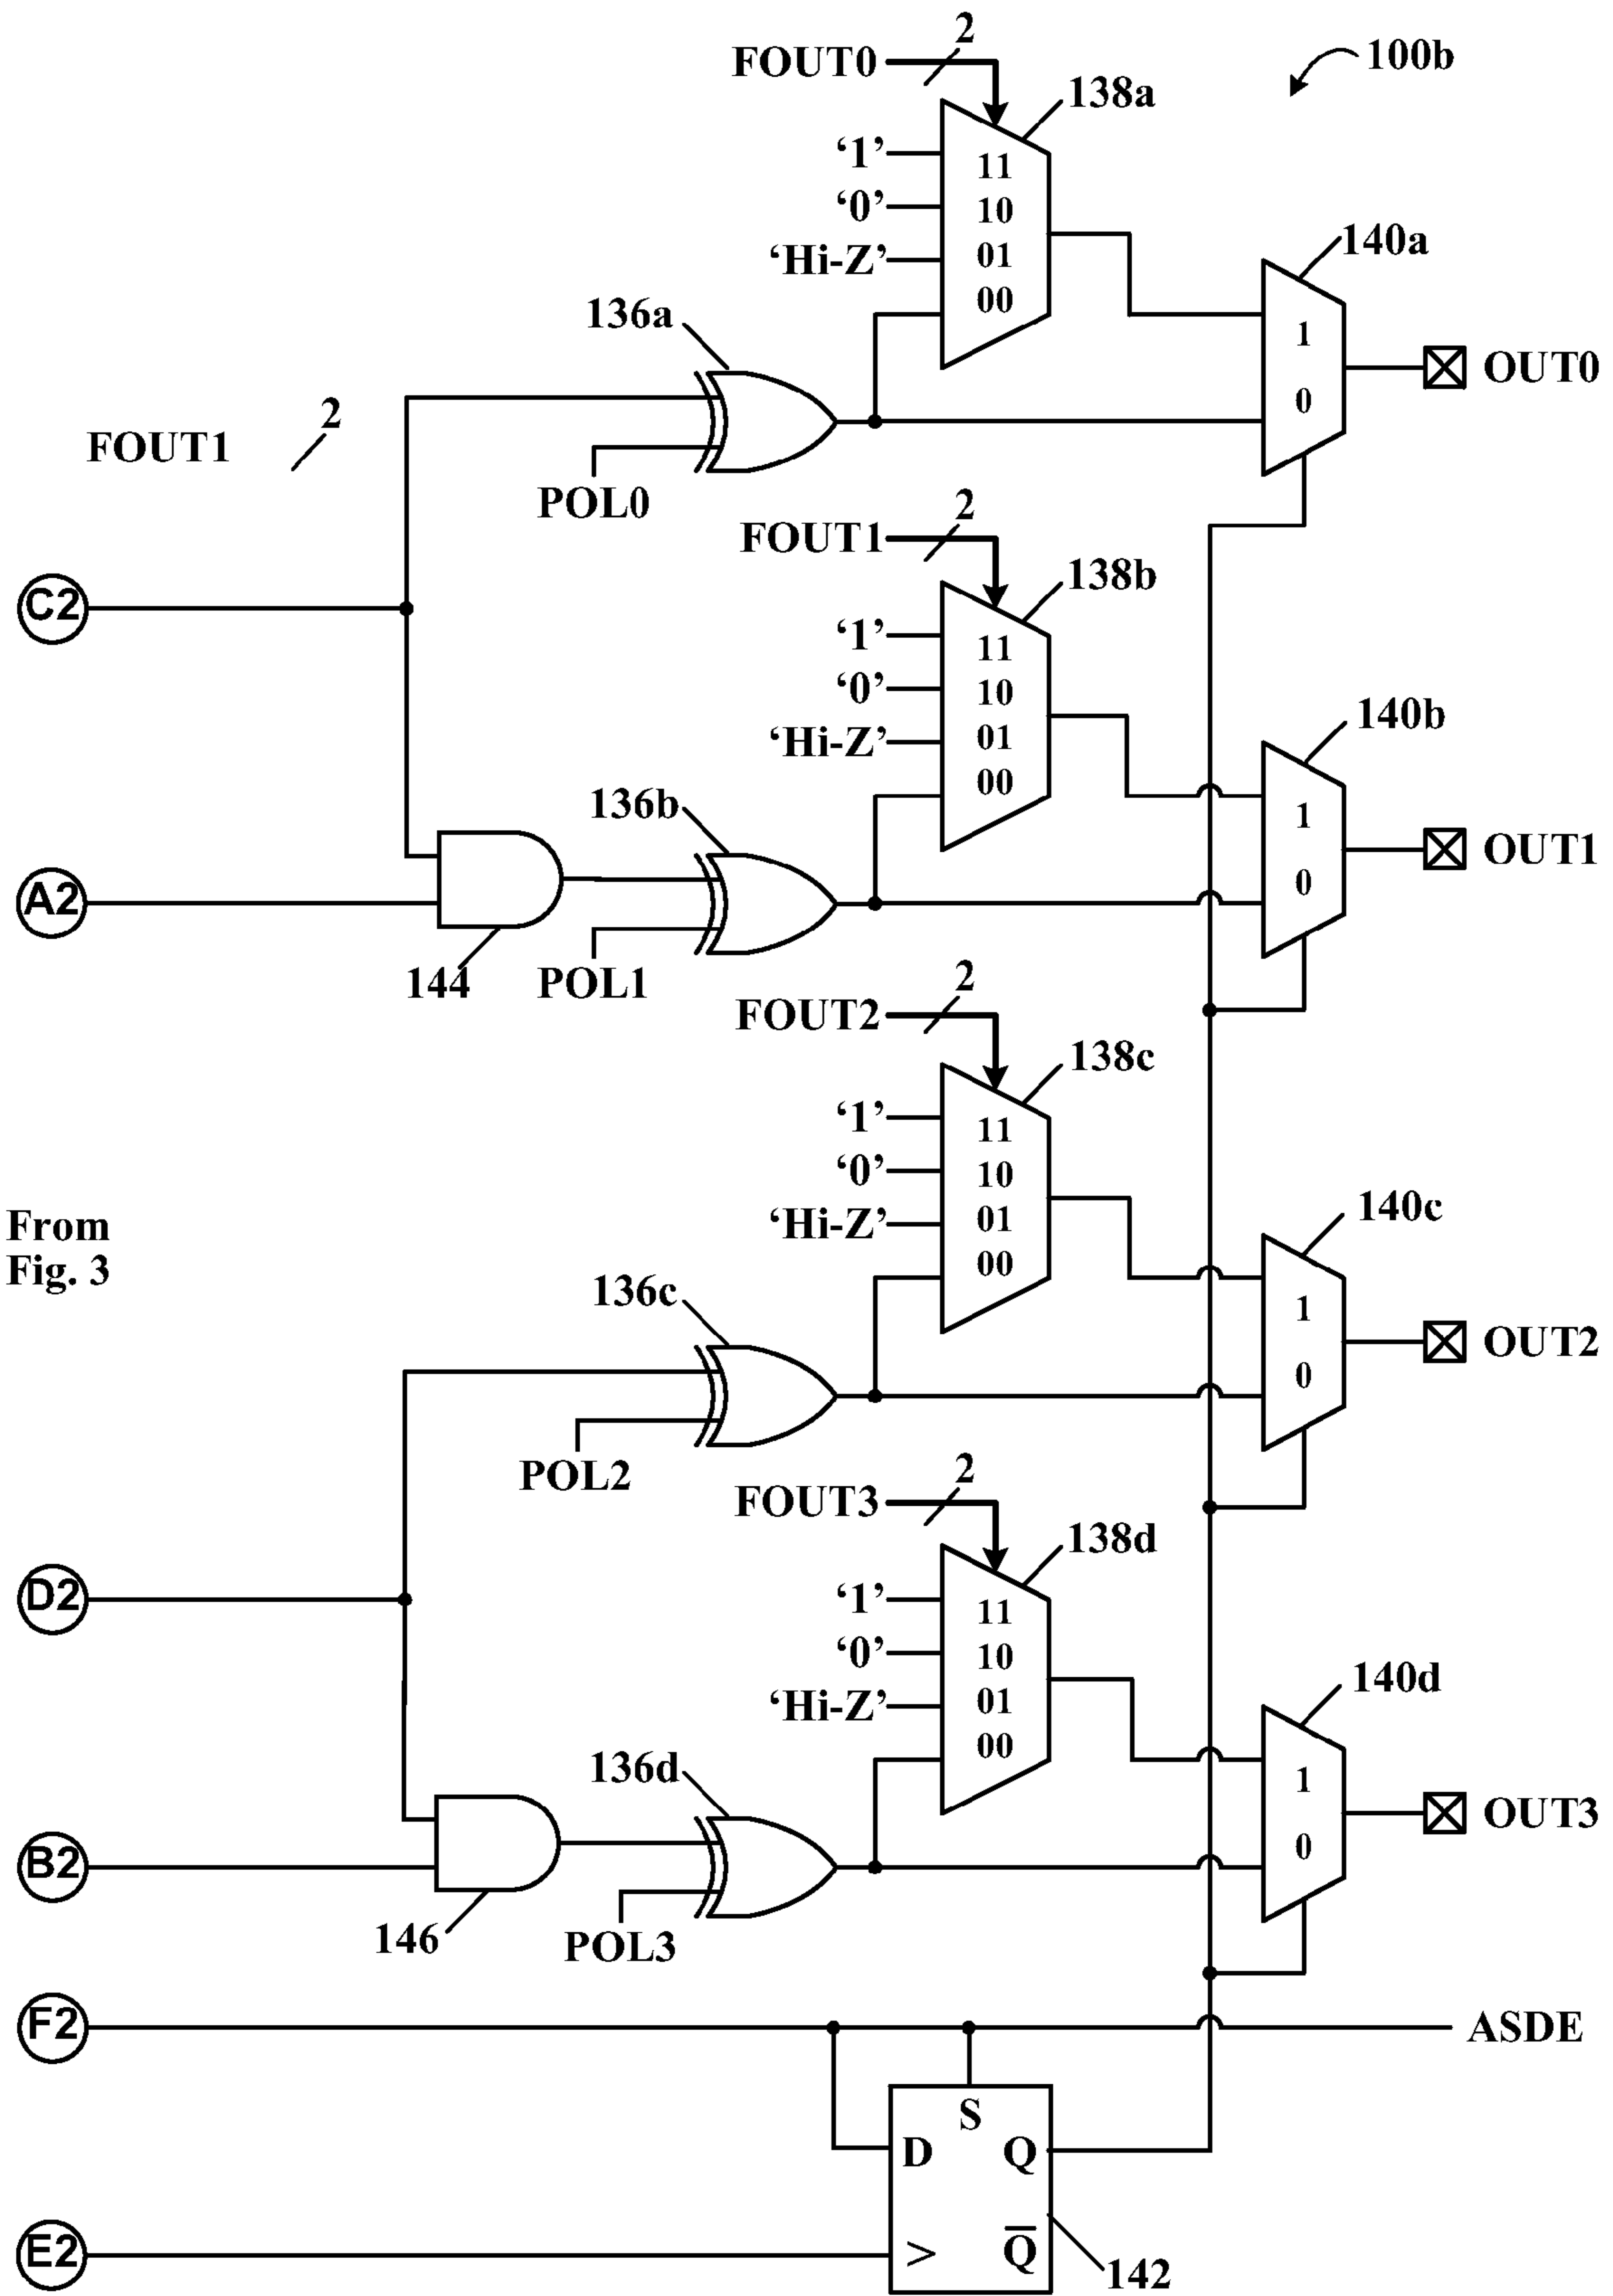 2
FOUT0
100b
138a
‘1’
11
‘0’
10
‘Hi-Z’
01
00
140a
136a
1
0
OUT0
FOUT1 2
POL0
2
FOUT1
138b
‘1’
11
‘0’
10
‘Hi-Z’
01
00
C2
140b
136b
1
0
OUT1
A2
144
POL1
2
FOUT2
138c
‘1’
11
‘0’
10
‘Hi-Z’
01
00
From
Fig. 3
140c
136c
1
0
OUT2
POL2
2
FOUT3
138d
‘1’
11
‘0’
10
‘Hi-Z’
01
00
D2
140d
136d
1
0
OUT3
B2
146
POL3
F2
ASDE
S
D
Q
E2
>
Q̅
142